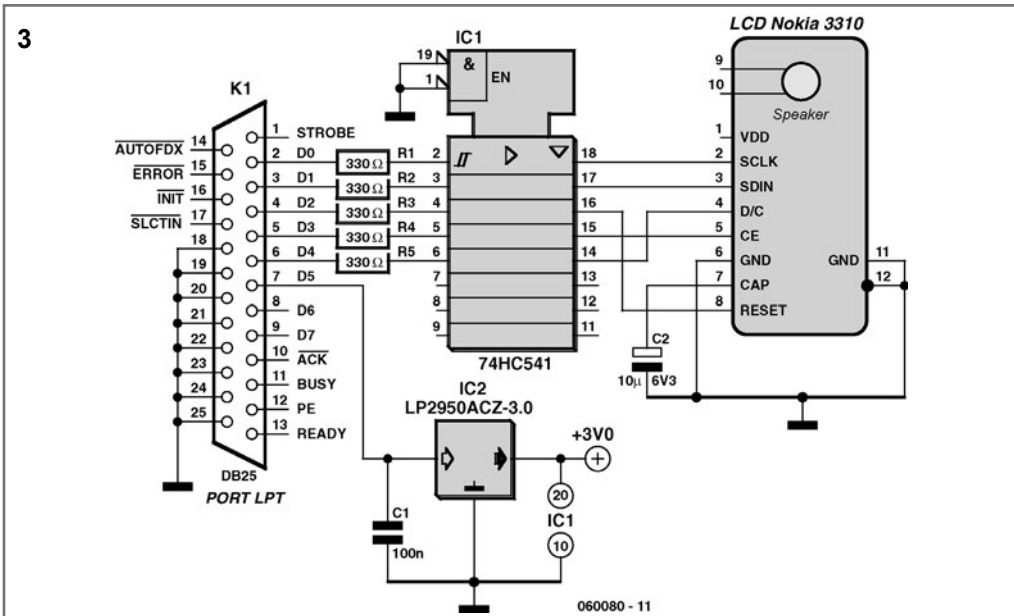 3
LCD Nokia 3310
IC1
19
&
1
EN
9
10
Speaker
K1
1 STROBE
14
AUTOFDX
2 D0 330 Ω R1 2
18
15
ERROR
3 D1 330 Ω R2 3
17
16
INIT
4 D2 330 Ω R3 4
16
17
SLCTIN
5 D3 330 Ω R4 5
15
18
6 D4 330 Ω R5 6
14
19
7 D5
7
13
20
8 D6
8
12
21
9 D7
9
11
22
10 ACK
23
11 BUSY
24
12 PE
25
13 READY
DB25
PORT LPT
74HC541
1 VDD
2 SCLK
3 SDIN
4 D/C
5 CE
6 GND
GND 11
7 CAP
12
8 RESET
C2
10µ 6V3
IC2
LP2950ACZ-3.0
+3V0
20
IC1
10
C1
100n
060080 - 11